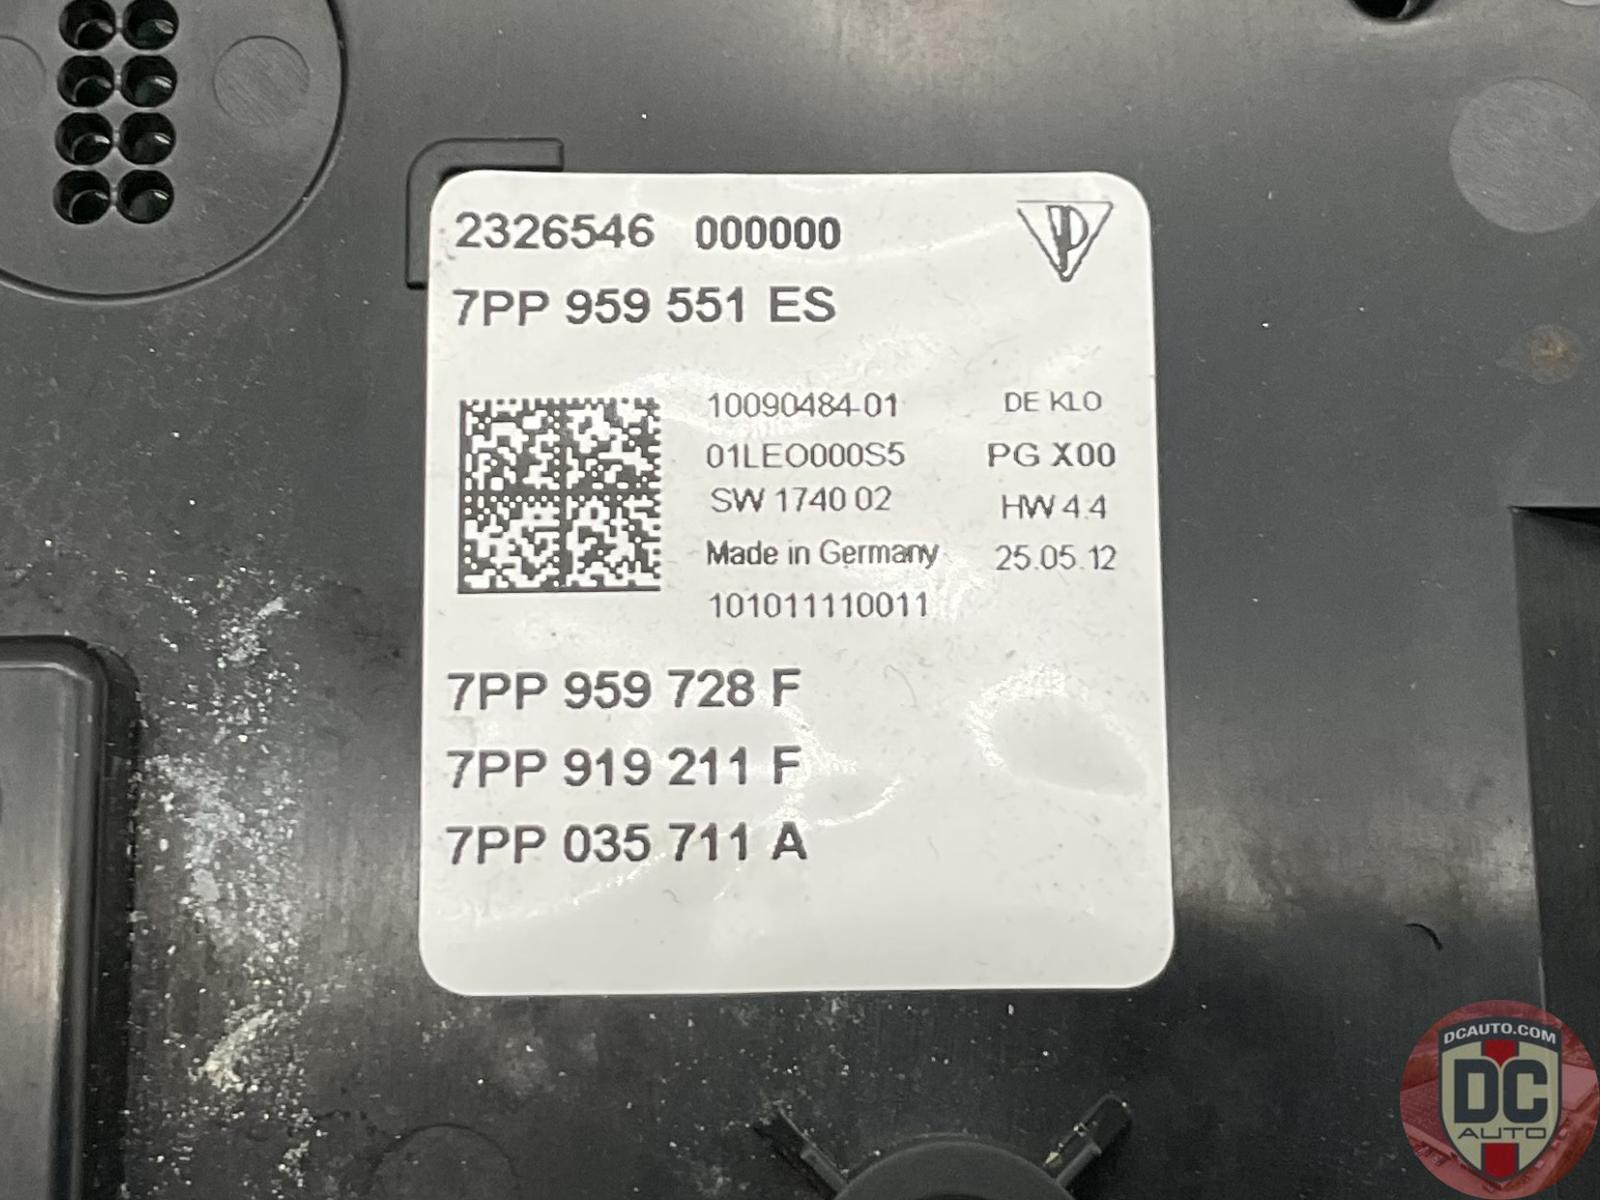 2326546 000000
7PP 959 551 ES
10090484-01 DE KLO
01LEO000S5 PG X00
SW 1740 02 HW 4.4
Made in Germany 25.05.12
101011110011
7PP 959 728 F
7PP 919 211 F
7PP 035 711 A
DCAUTO.COM
DC
AUTO